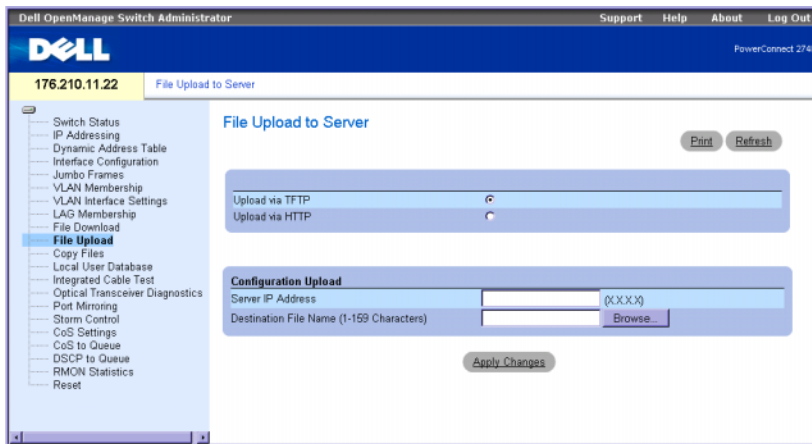 Dell OpenManage Switch Administrator Support Help About Log Out
DELL
PowerConnect 274
176.210.11.22 File Upload to Server
Switch Status
IP Addressing
Dynamic Address Table
Interface Configuration
Jumbo Frames
VLAN Membership
VLAN Interface Settings
LAG Membership
File Download
File Upload
Copy Files
Local User Database
Integrated Cable Test
Optical Transceiver Diagnostics
Port Mirroring
Storm Control
CoS Settings
CoS to Queue
DSCP to Queue
RMON Statistics
Reset
File Upload to Server
Print Refresh
Upload via TFTP
Upload via HTTP
Configuration Upload
Server IP Address (X.X.X.X)
Destination File Name (1-159 Characters) Browse...
Apply Changes